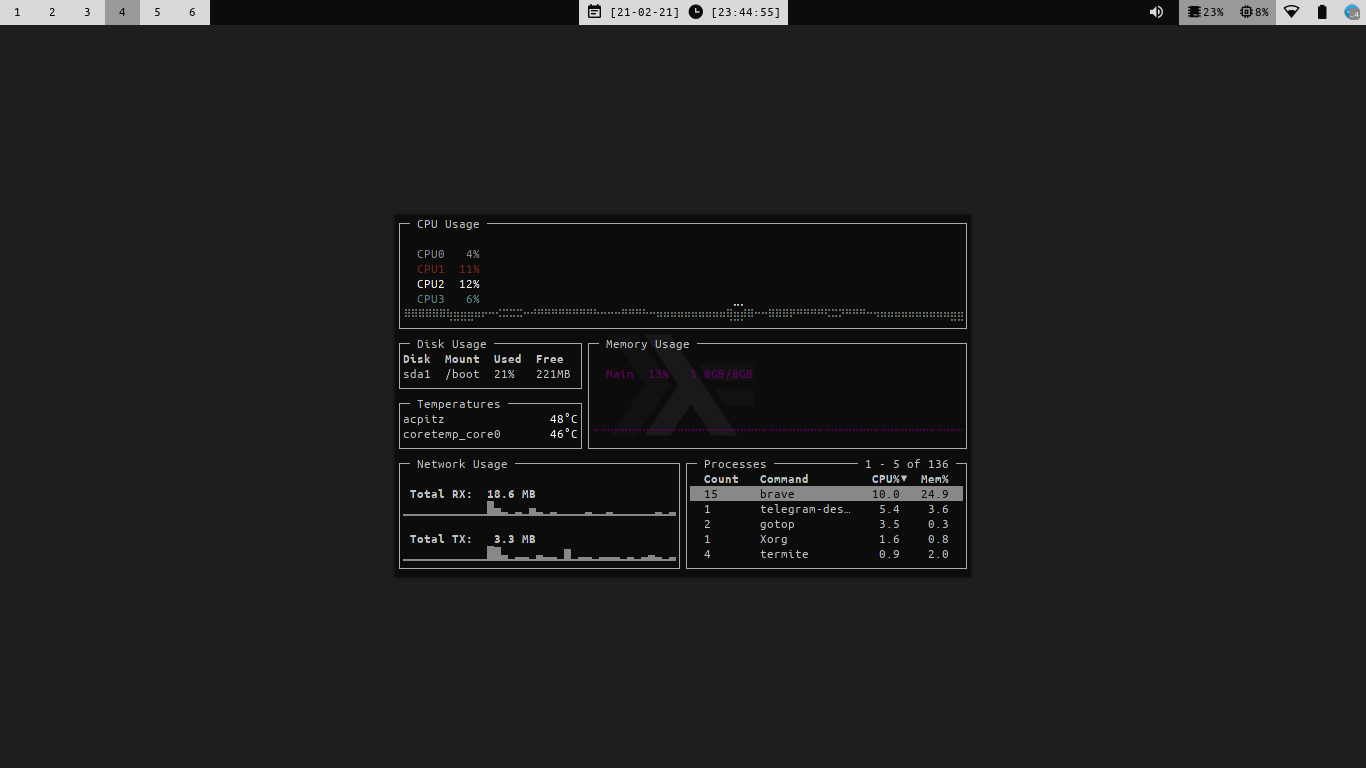 1 2 3 4 5 6 [21-02-21] [23:44:55] 23% 8%
CPU Usage
CPU0 4%
CPU1 11%
CPU2 12%
CPU3 6%
Disk Usage
Disk Mount Used Free
sda1 /boot 21% 221MB
Memory Usage
Main 13% 1.0GB/8GB
Temperatures
acpitz 48°C
coretemp_core0 46°C
Network Usage
Total RX: 18.6 MB
Total TX: 3.3 MB
Processes 1 - 5 of 136
Count Command CPU%▼ Mem%
15 brave 10.0 24.9
1 telegram-des… 5.4 3.6
2 gotop 3.5 0.3
1 Xorg 1.6 0.8
4 termite 0.9 2.0